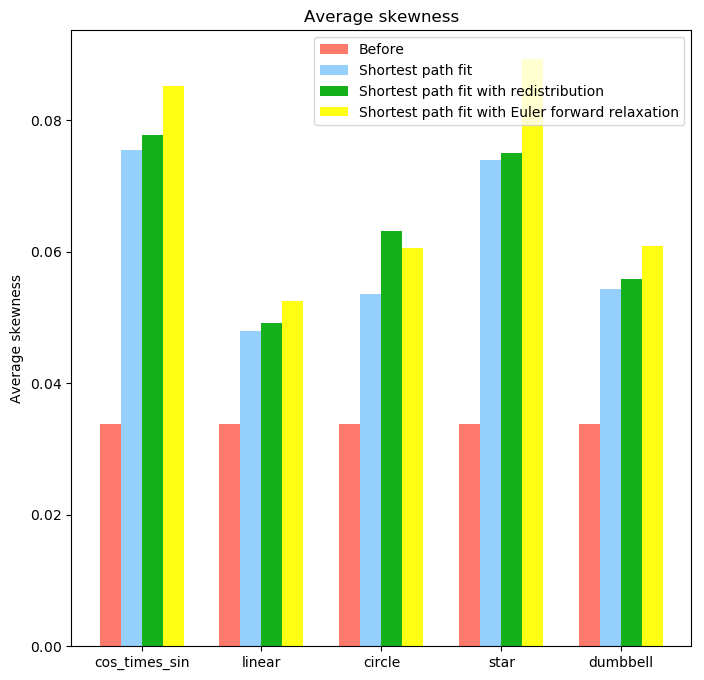 Average skewness
Before
Shortest path fit
Shortest path fit with redistribution
Shortest path fit with Euler forward relaxation
Average skewness
0.08
0.06
0.04
0.02
0.00
cos_times_sin linear circle star dumbbell